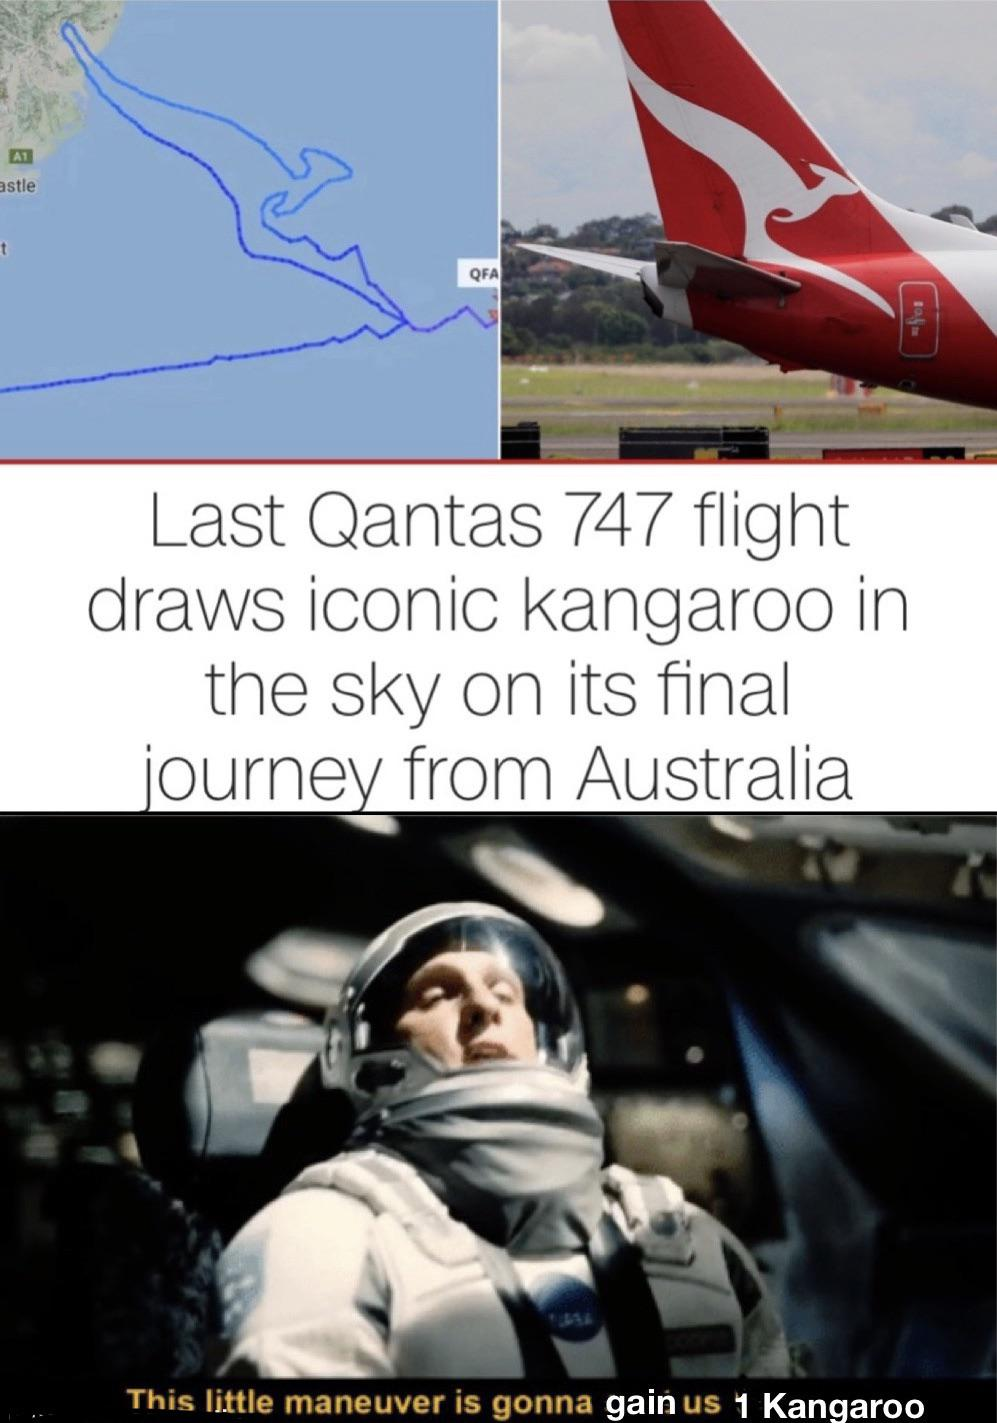 A1
astle
t
QFA
Last Qantas 747 flight
draws iconic kangaroo in
the sky on its final
journey from Australia
This little maneuver is gonna gain us 1 Kangaroo